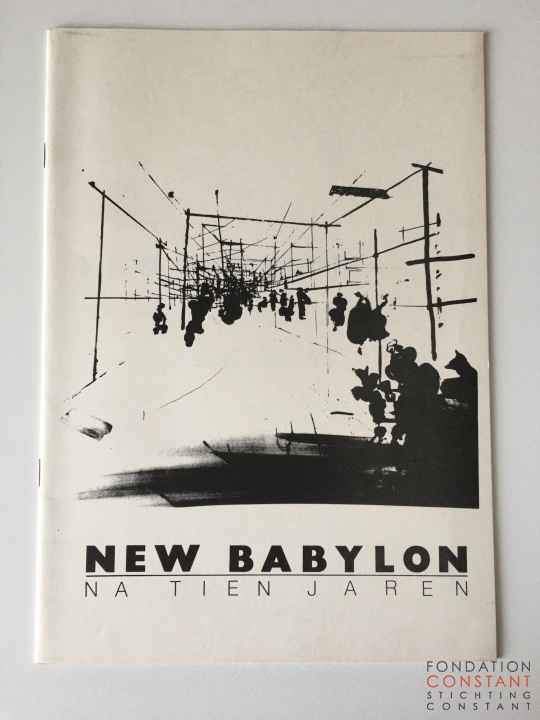 NEW BABYLON
NA TIEN JAREN
FONDATION
CONSTANT
STICHTING
CONSTANT